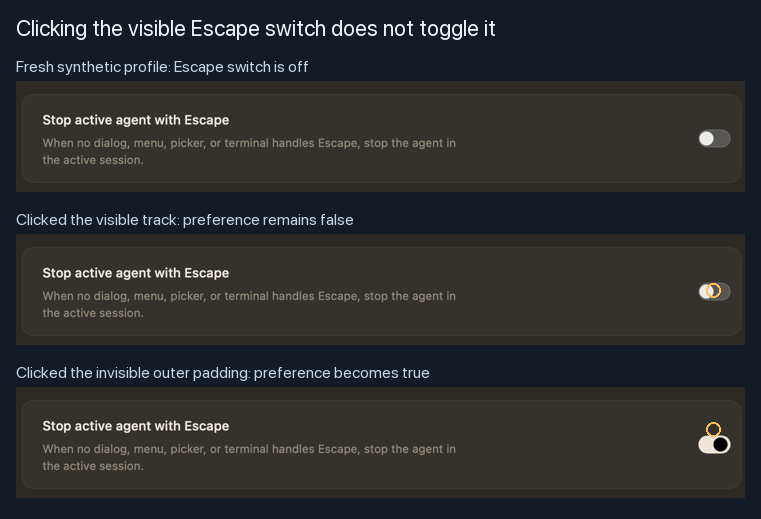 Clicking the visible Escape switch does not toggle it
Fresh synthetic profile: Escape switch is off
Stop active agent with Escape
When no dialog, menu, picker, or terminal handles Escape, stop the agent in
the active session.
Clicked the visible track: preference remains false
Stop active agent with Escape
When no dialog, menu, picker, or terminal handles Escape, stop the agent in
the active session.
Clicked the invisible outer padding: preference becomes true
Stop active agent with Escape
When no dialog, menu, picker, or terminal handles Escape, stop the agent in
the active session.